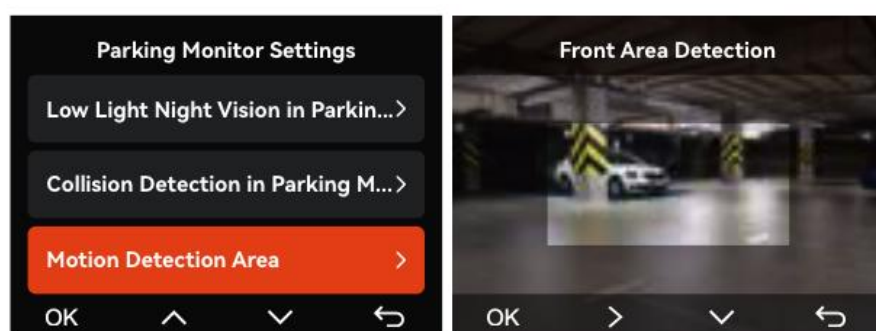 Parking Monitor Settings
Low Light Night Vision in Parkin...
Collision Detection in Parking M...
Motion Detection Area
OK
Front Area Detection
OK